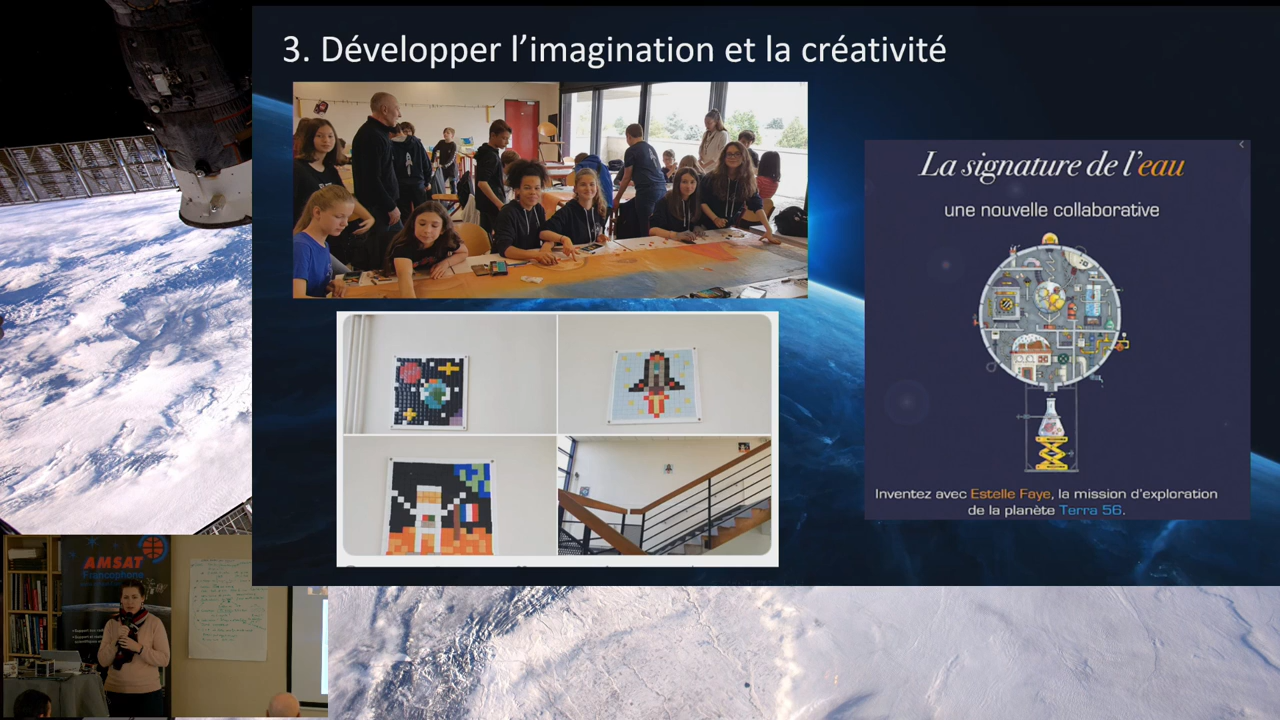 3. Développer l’imagination et la créativité
La signature de l’eau
une nouvelle collaborative
Inventez avec Estelle Faye, la mission d’exploration
de la planète Terra 56.
AMSAT
Francophone